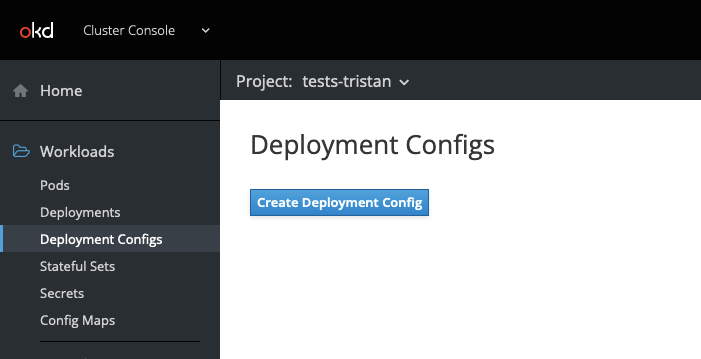 okd Cluster Console
Home
Project: tests-tristan
Workloads
Pods
Deployments
Deployment Configs
Stateful Sets
Secrets
Config Maps
Deployment Configs
Create Deployment Config